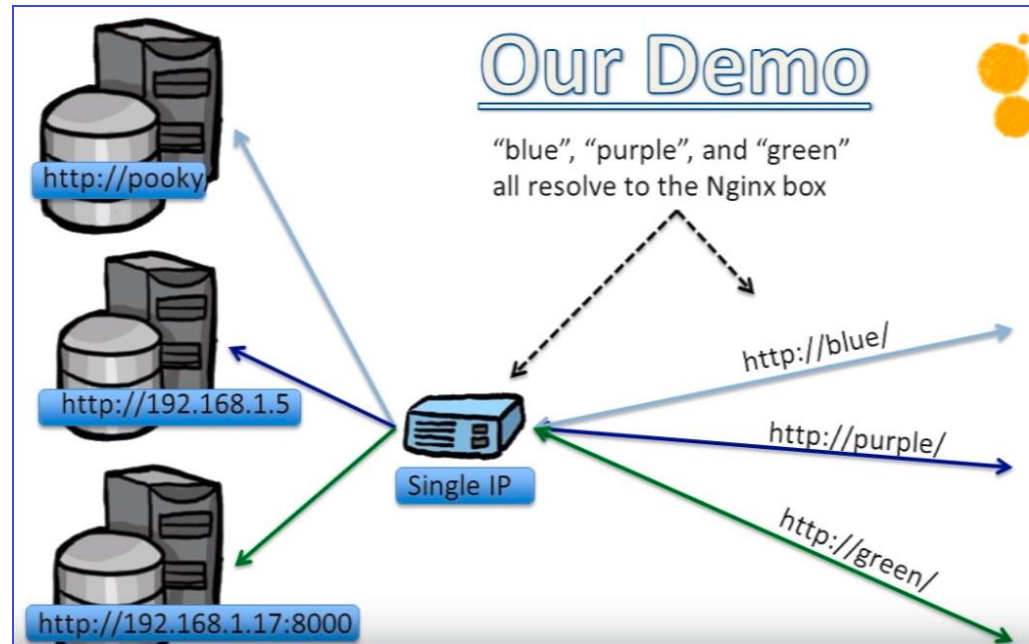 Our Demo
“blue”, “purple”, and “green”
all resolve to the Nginx box
http://pooky/
http://192.168.1.5
http://192.168.1.17:8000
Single IP
http://blue/
http://purple/
http://green/